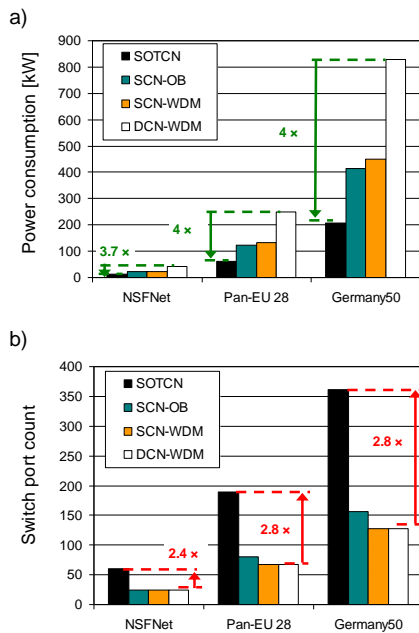 a)
Power consumption [kW]
900
800
700
600
500
400
300
200
100
0
SOTCN
SCN-OB
SCN-WDM
DCN-WDM
3.7 ×
4 ×
4 ×
NSFNet Pan-EU 28 Germany50
b)
Switch port count
400
350
300
250
200
150
100
50
0
SOTCN
SCN-OB
SCN-WDM
DCN-WDM
2.4 ×
2.8 ×
2.8 ×
NSFNet Pan-EU 28 Germany50